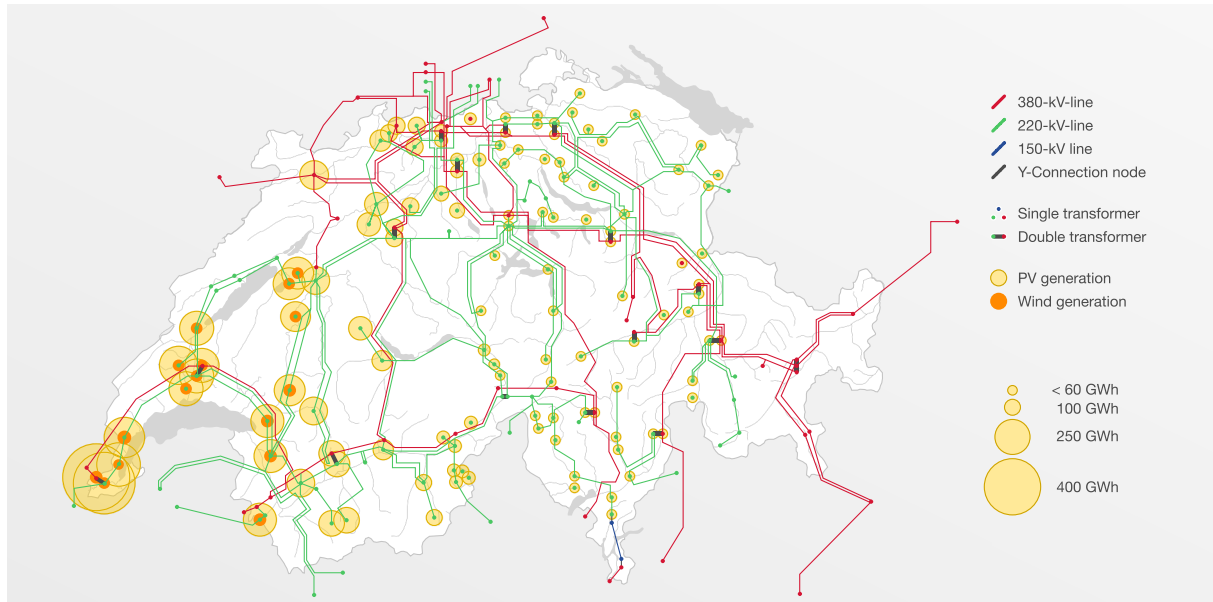 380-kV-line
220-kV-line
150-kV line
Y-Connection node
Single transformer
Double transformer
PV generation
Wind generation
< 60 GWh
100 GWh
250 GWh
400 GWh